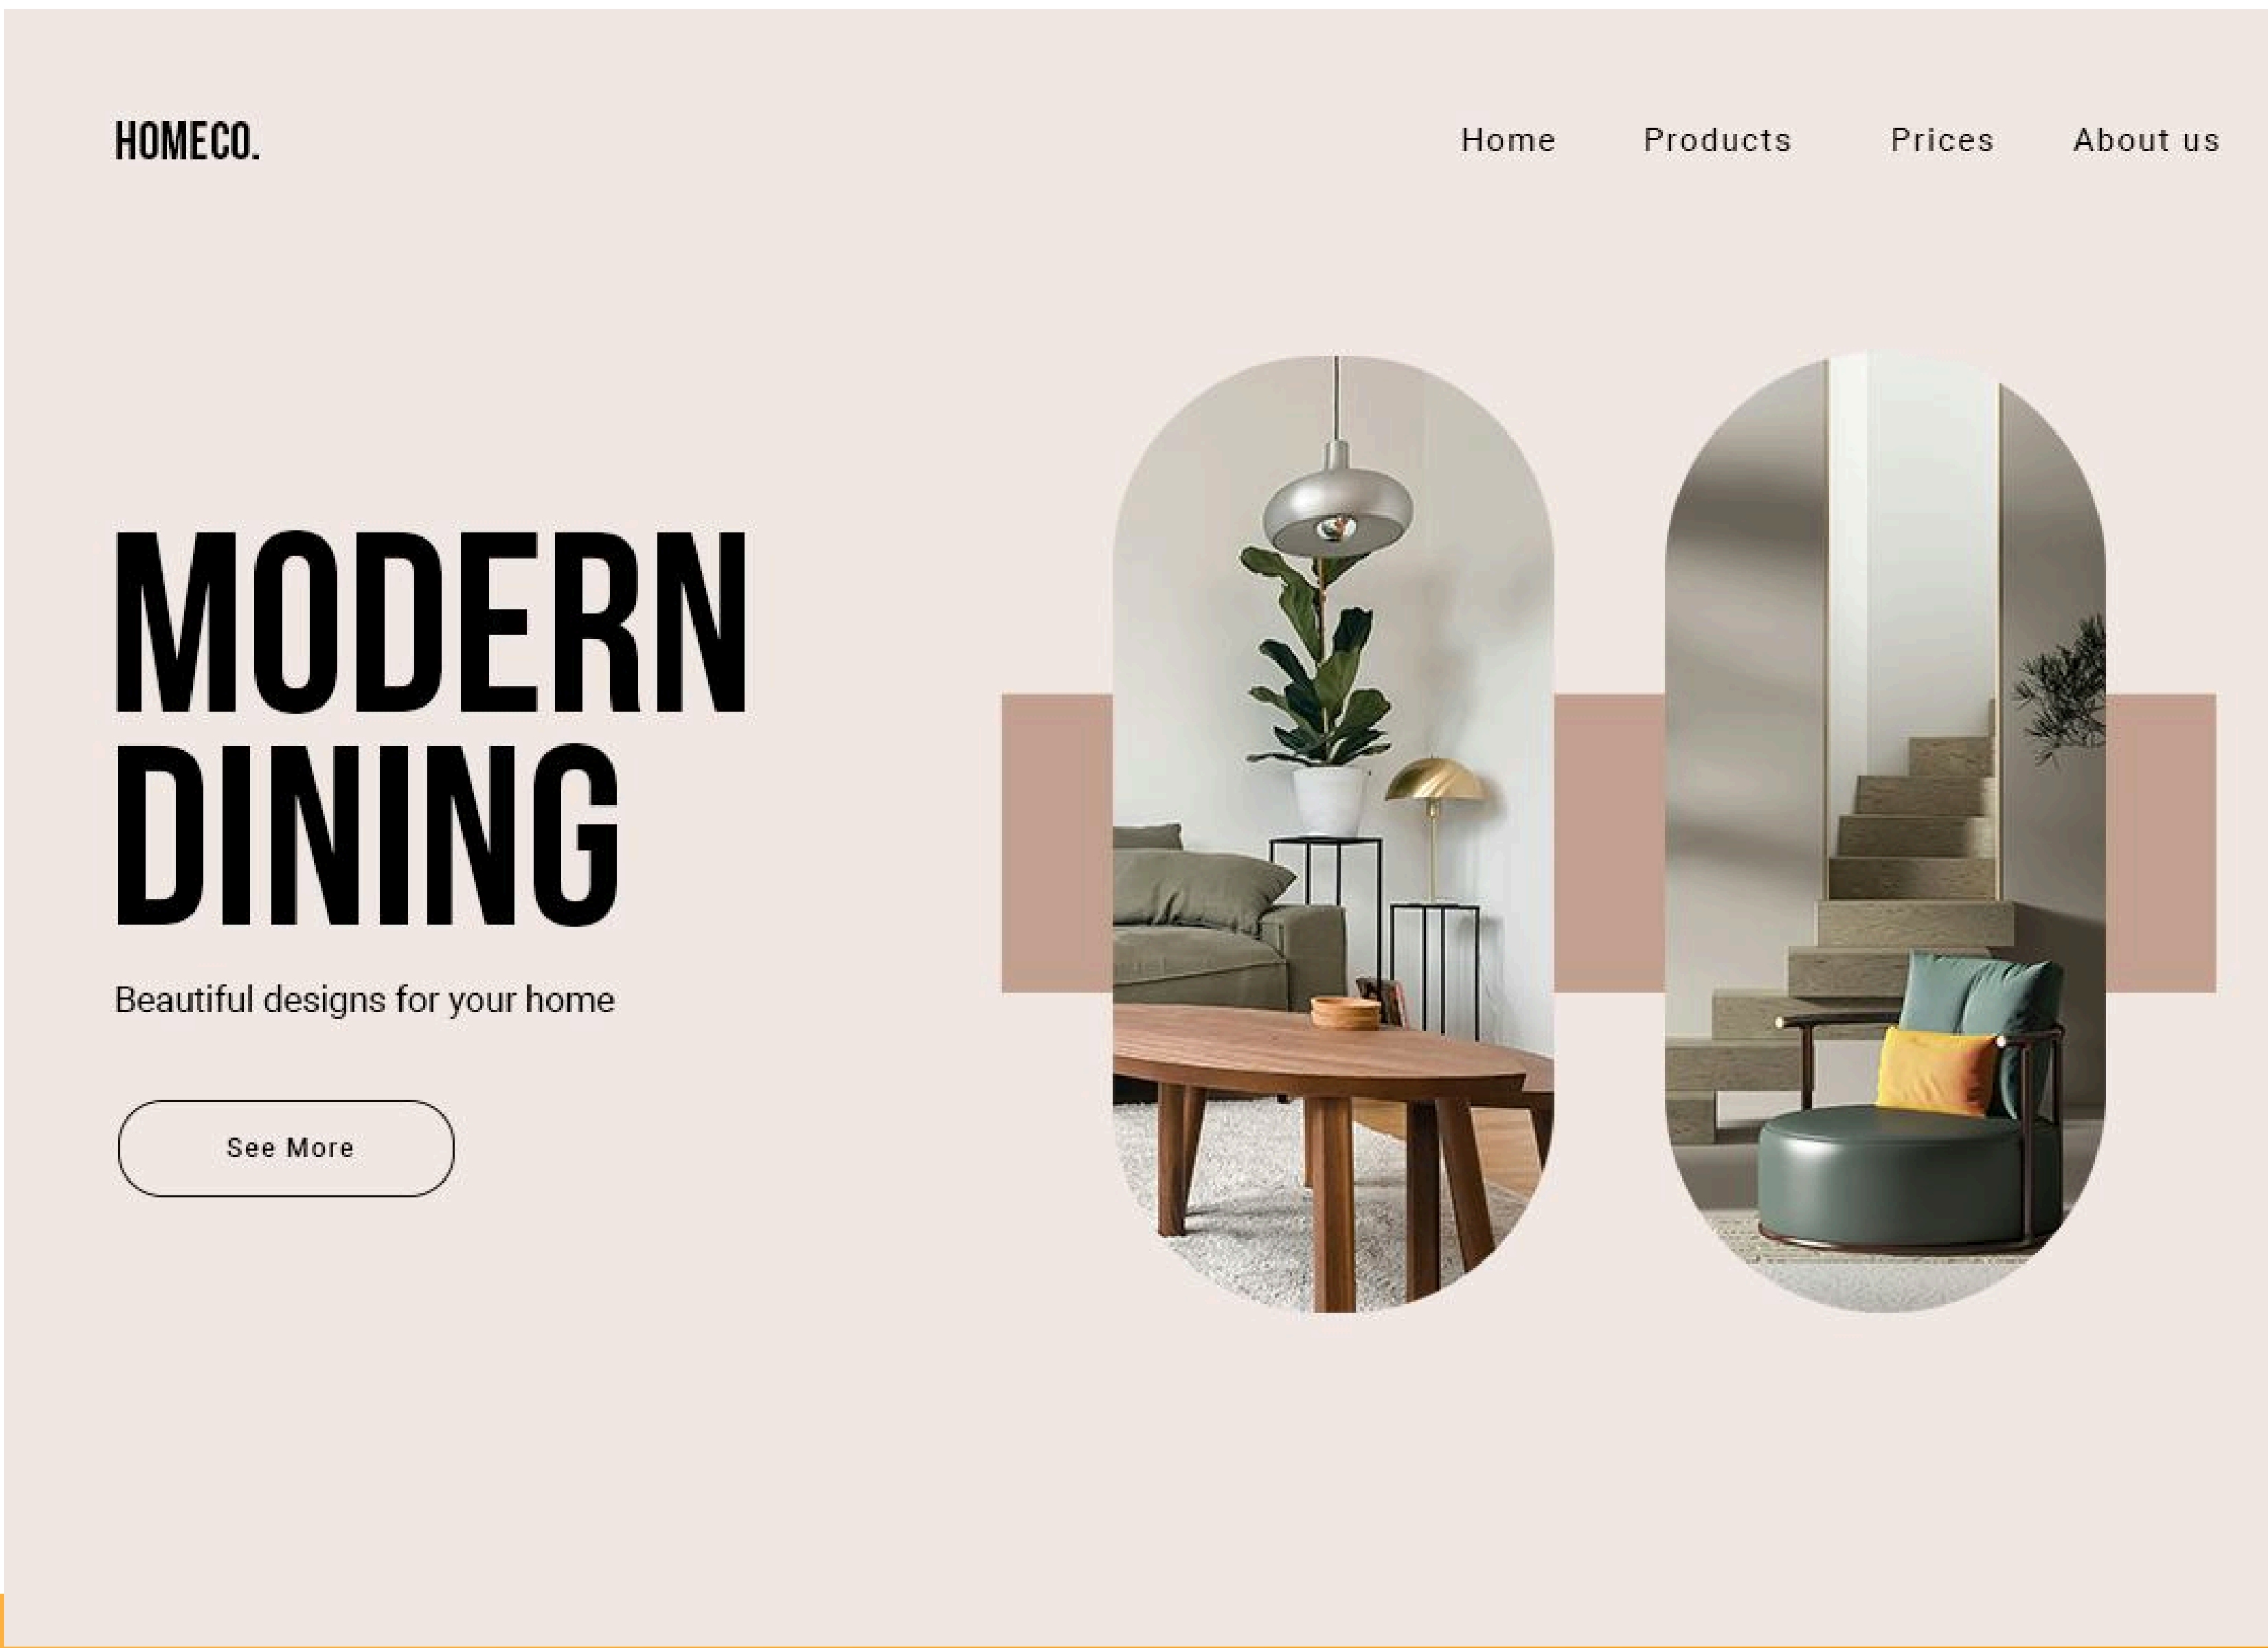 HOMECO.
Home Products Prices About us
MODERN
DINING
Beautiful designs for your home
See More